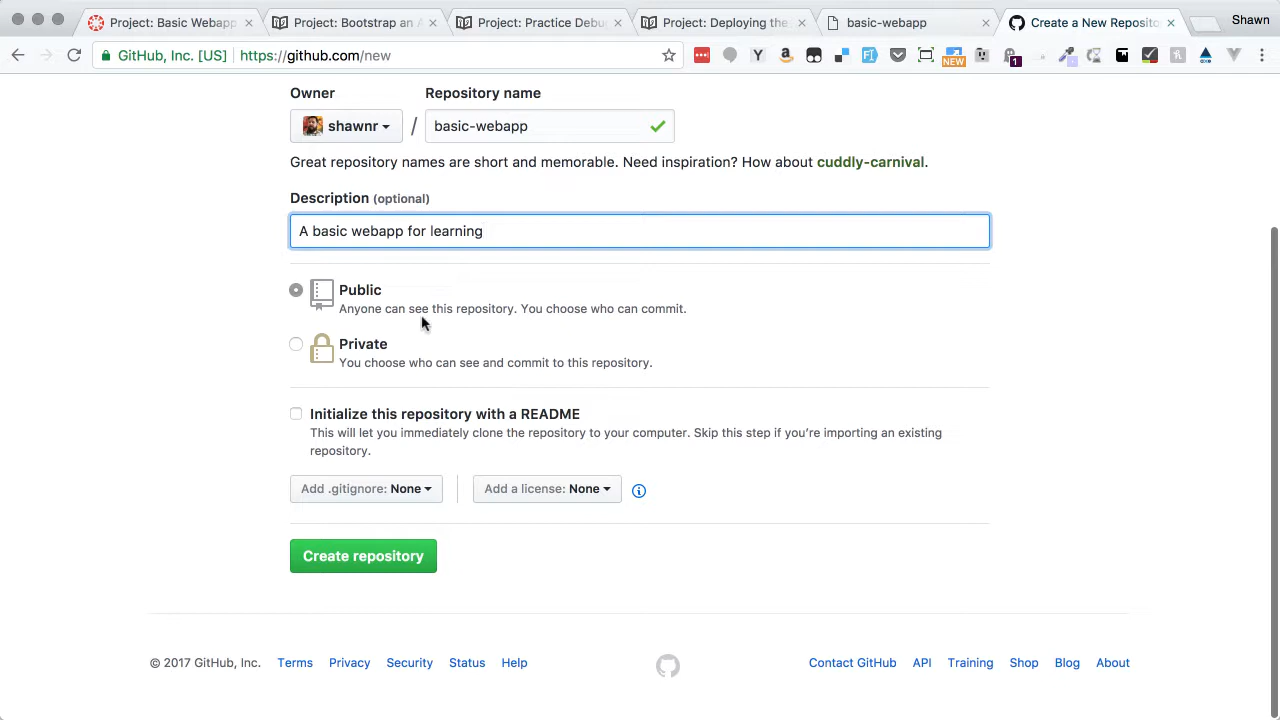 Project: Basic Webapp
Project: Bootstrap an A
Project: Practice Debu
Project: Deploying the
basic-webapp
Create a New Reposito
Shawn
GitHub, Inc. [US]
https://github.com/new
NEW
1
Owner
Repository name
shawnr
/
basic-webapp
Great repository names are short and memorable. Need inspiration? How about cuddly-carnival.
Description (optional)
A basic webapp for learning
Public
Anyone can see this repository. You choose who can commit.
Private
You choose who can see and commit to this repository.
Initialize this repository with a README
This will let you immediately clone the repository to your computer. Skip this step if you're importing an existing
repository.
Add .gitignore: None
Add a license: None
Create repository
© 2017 GitHub, Inc. Terms Privacy Security Status Help
Contact GitHub API Training Shop Blog About